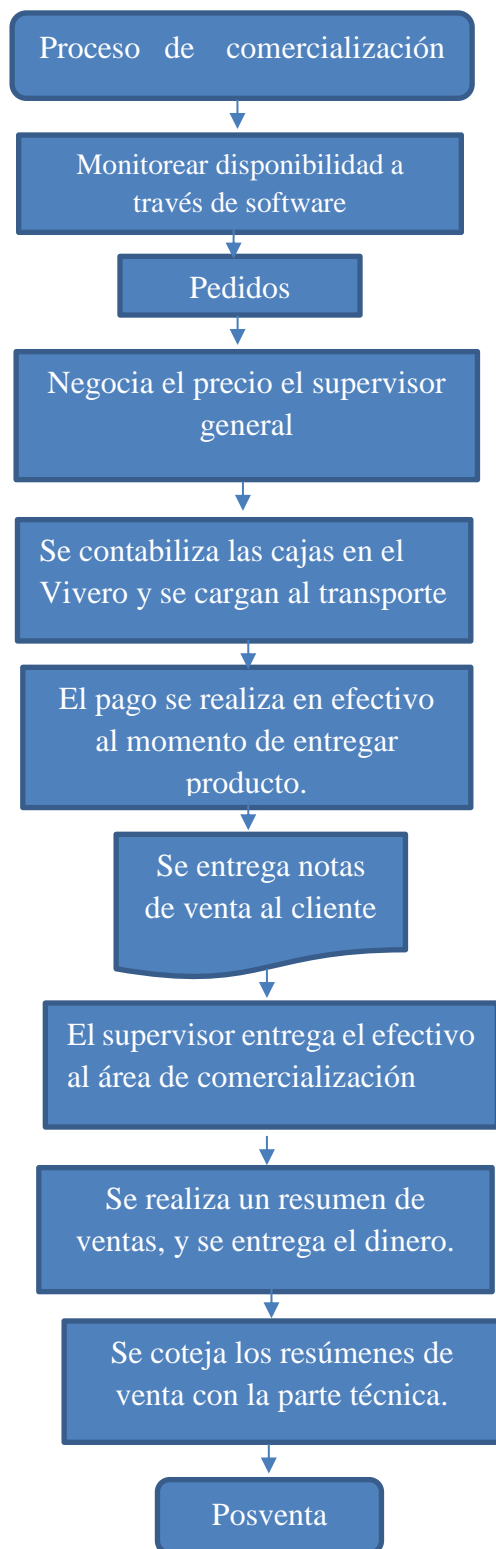 Proceso de comercialización
Monitorear disponibilidad a
través de software
Pedidos
Negocia el precio el supervisor
general
Se contabiliza las cajas en el
Vivero y se cargan al transporte
El pago se realiza en efectivo
al momento de entregar
producto.
Se entrega notas
de venta al cliente
El supervisor entrega el efectivo
al área de comercialización
Se realiza un resumen de
ventas, y se entrega el dinero.
Se coteja los resúmenes de
venta con la parte técnica.
Posventa